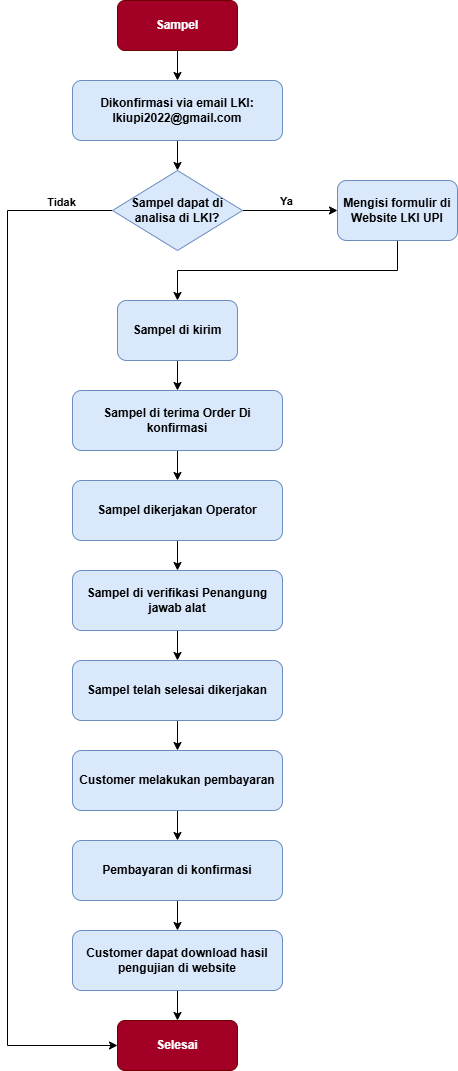 Sampel
Dikonfirmasi via email LKI:
lkiupi2022@gmail.com
Sampel dapat di
analisa di LKI?
Tidak
Ya
Mengisi formulir di
Website LKI UPI
Sampel di kirim
Sampel di terima Order Di
konfirmasi
Sampel dikerjakan Operator
Sampel di verifikasi Penangung
jawab alat
Sampel telah selesai dikerjakan
Customer melakukan pembayaran
Pembayaran di konfirmasi
Customer dapat download hasil
pengujian di website
Selesai